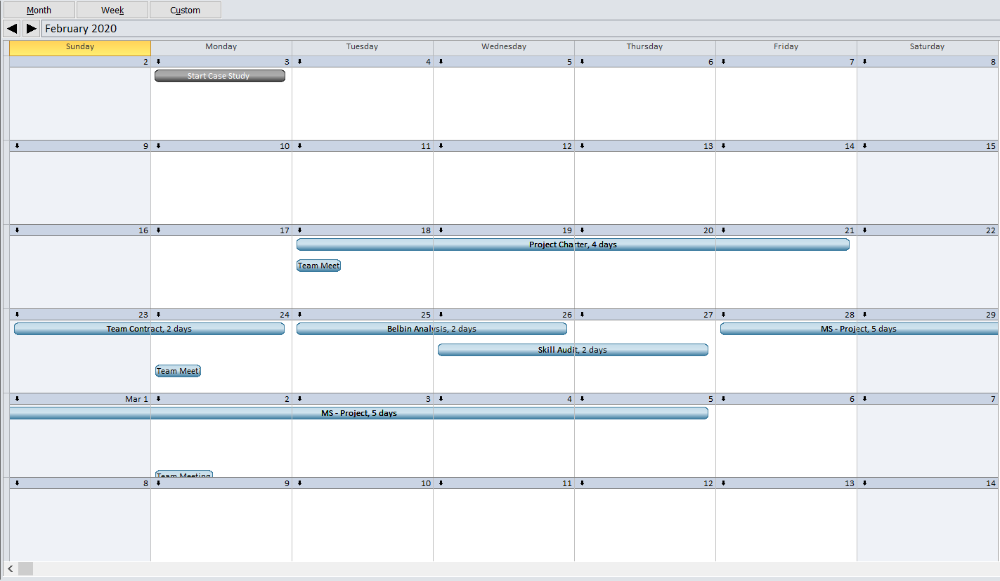 Month Week Custom
February 2020
Sunday Monday Tuesday Wednesday Thursday Friday Saturday
2 3 4 5 6 7 8
Start Case Study
9 10 11 12 13 14 15
16 17 18 19 20 21 22
Project Charter, 4 days
Team Meet
23 24 25 26 27 28 29
Team Contract, 2 days Belbin Analysis, 2 days MS - Project, 5 days
Skill Audit, 2 days
Team Meeti
Mar 1 2 3 4 5 6 7
MS - Project, 5 days
Team Meeting
8 9 10 11 12 13 14